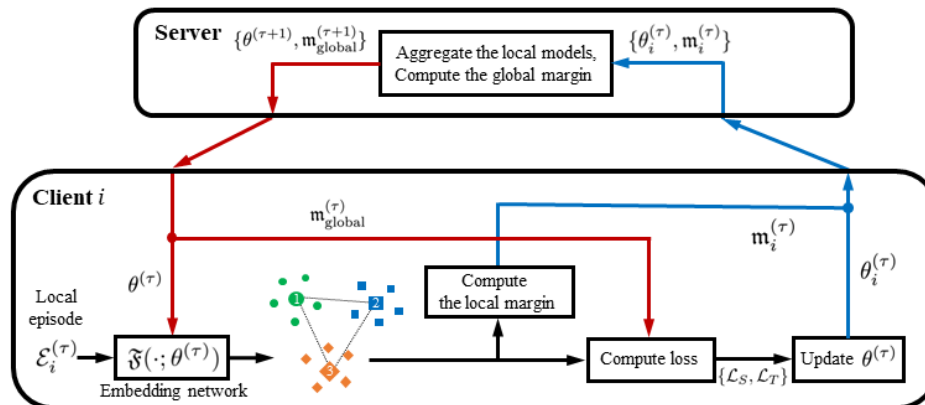 Server
{θ^(τ+1), 𝔪_global^(τ+1)}
Aggregate the local models,
Compute the global margin
{θ_i^(τ), 𝔪_i^(τ)}
Client i
𝔪_global^(τ)
𝔪_i^(τ)
θ^(τ)
θ_i^(τ)
Local
episode
ℰ_i^(τ)
𝔉(·; θ^(τ))
Embedding network
1
2
3
Compute
the local margin
Compute loss
{ℒ_S, ℒ_T}
Update θ^(τ)